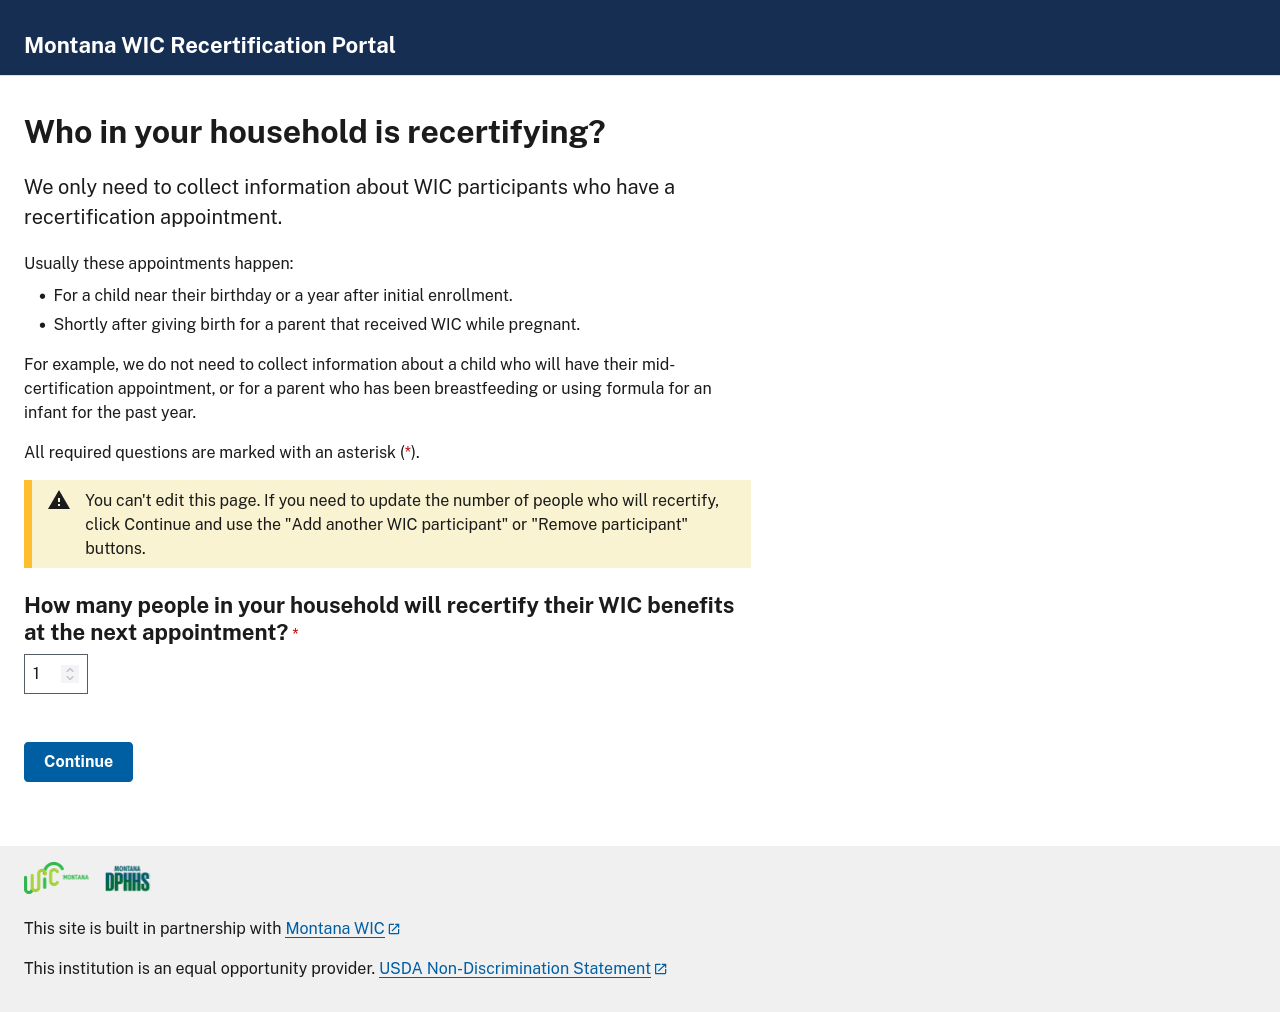 Montana WIC Recertification Portal
Who in your household is recertifying?
We only need to collect information about WIC participants who have a
recertification appointment.
Usually these appointments happen:
• For a child near their birthday or a year after initial enrollment.
• Shortly after giving birth for a parent that received WIC while pregnant.
For example, we do not need to collect information about a child who will have their mid-
certification appointment, or for a parent who has been breastfeeding or using formula for an
infant for the past year.
All required questions are marked with an asterisk (*).
You can't edit this page. If you need to update the number of people who will recertify,
click Continue and use the "Add another WIC participant" or "Remove participant"
buttons.
How many people in your household will recertify their WIC benefits
at the next appointment? *
1
Continue
WIC MONTANA MONTANA
DPHHS
This site is built in partnership with Montana WIC
This institution is an equal opportunity provider. USDA Non-Discrimination Statement